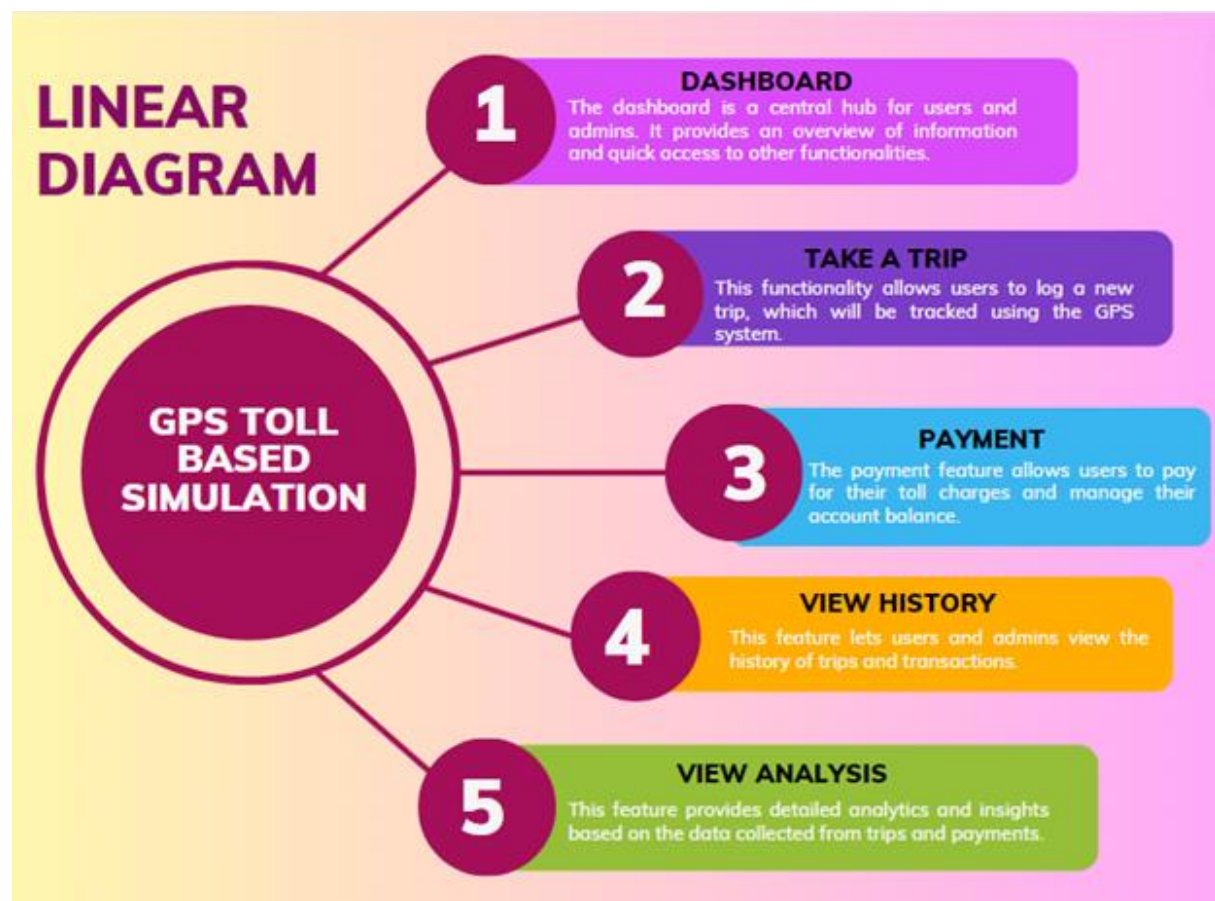 LINEAR
DIAGRAM
GPS TOLL
BASED
SIMULATION
1
DASHBOARD
The dashboard is a central hub for users and
admins. It provides an overview of information
and quick access to other functionalities.
2
TAKE A TRIP
This functionality allows users to log a new
trip, which will be tracked using the GPS
system.
3
PAYMENT
The payment feature allows users to pay
for their toll charges and manage their
account balance.
4
VIEW HISTORY
This feature lets users and admins view the
history of trips and transactions.
5
VIEW ANALYSIS
This feature provides detailed analytics and insights
based on the data collected from trips and payments.